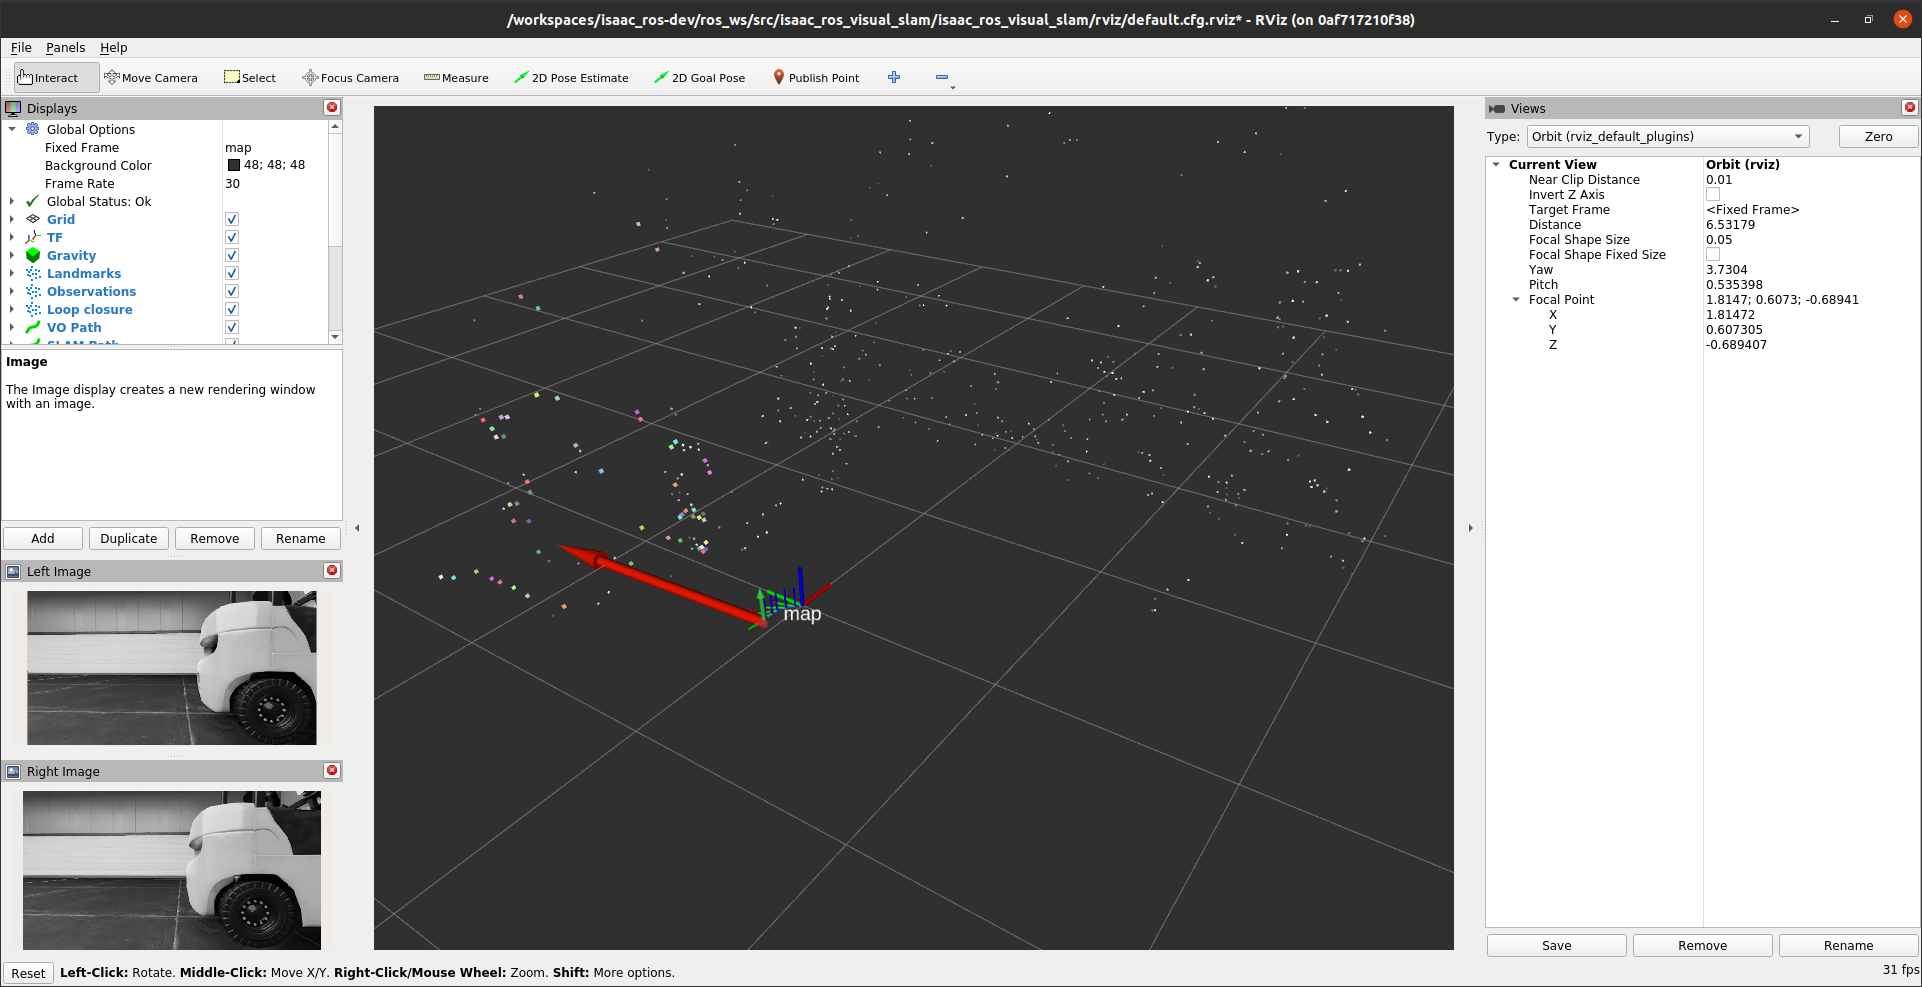 /workspaces/isaac_ros-dev/ros_ws/src/isaac_ros_visual_slam/isaac_ros_visual_slam/rviz/default.cfg.rviz* - RViz (on 0af717210f38)
File Panels Help
Interact Move Camera Select Focus Camera Measure 2D Pose Estimate 2D Goal Pose Publish Point
Displays
Global Options
Fixed Frame map
Background Color 48; 48; 48
Frame Rate 30
Global Status: Ok
Grid
TF
Gravity
Landmarks
Observations
Loop closure
VO Path
SLAM Path
Image
The Image display creates a new rendering window
with an image.
Add Duplicate Remove Rename
Left Image
Right Image
map
Views
Type: Orbit (rviz_default_plugins) Zero
Current View Orbit (rviz)
Near Clip Distance 0.01
Invert Z Axis
Target Frame <Fixed Frame>
Distance 6.53179
Focal Shape Size 0.05
Focal Shape Fixed Size
Yaw 3.7304
Pitch 0.535398
Focal Point 1.8147; 0.6073; -0.68941
X 1.81472
Y 0.607305
Z -0.689407
Save Remove Rename
Reset Left-Click: Rotate. Middle-Click: Move X/Y. Right-Click/Mouse Wheel: Zoom. Shift: More options.
31 fps